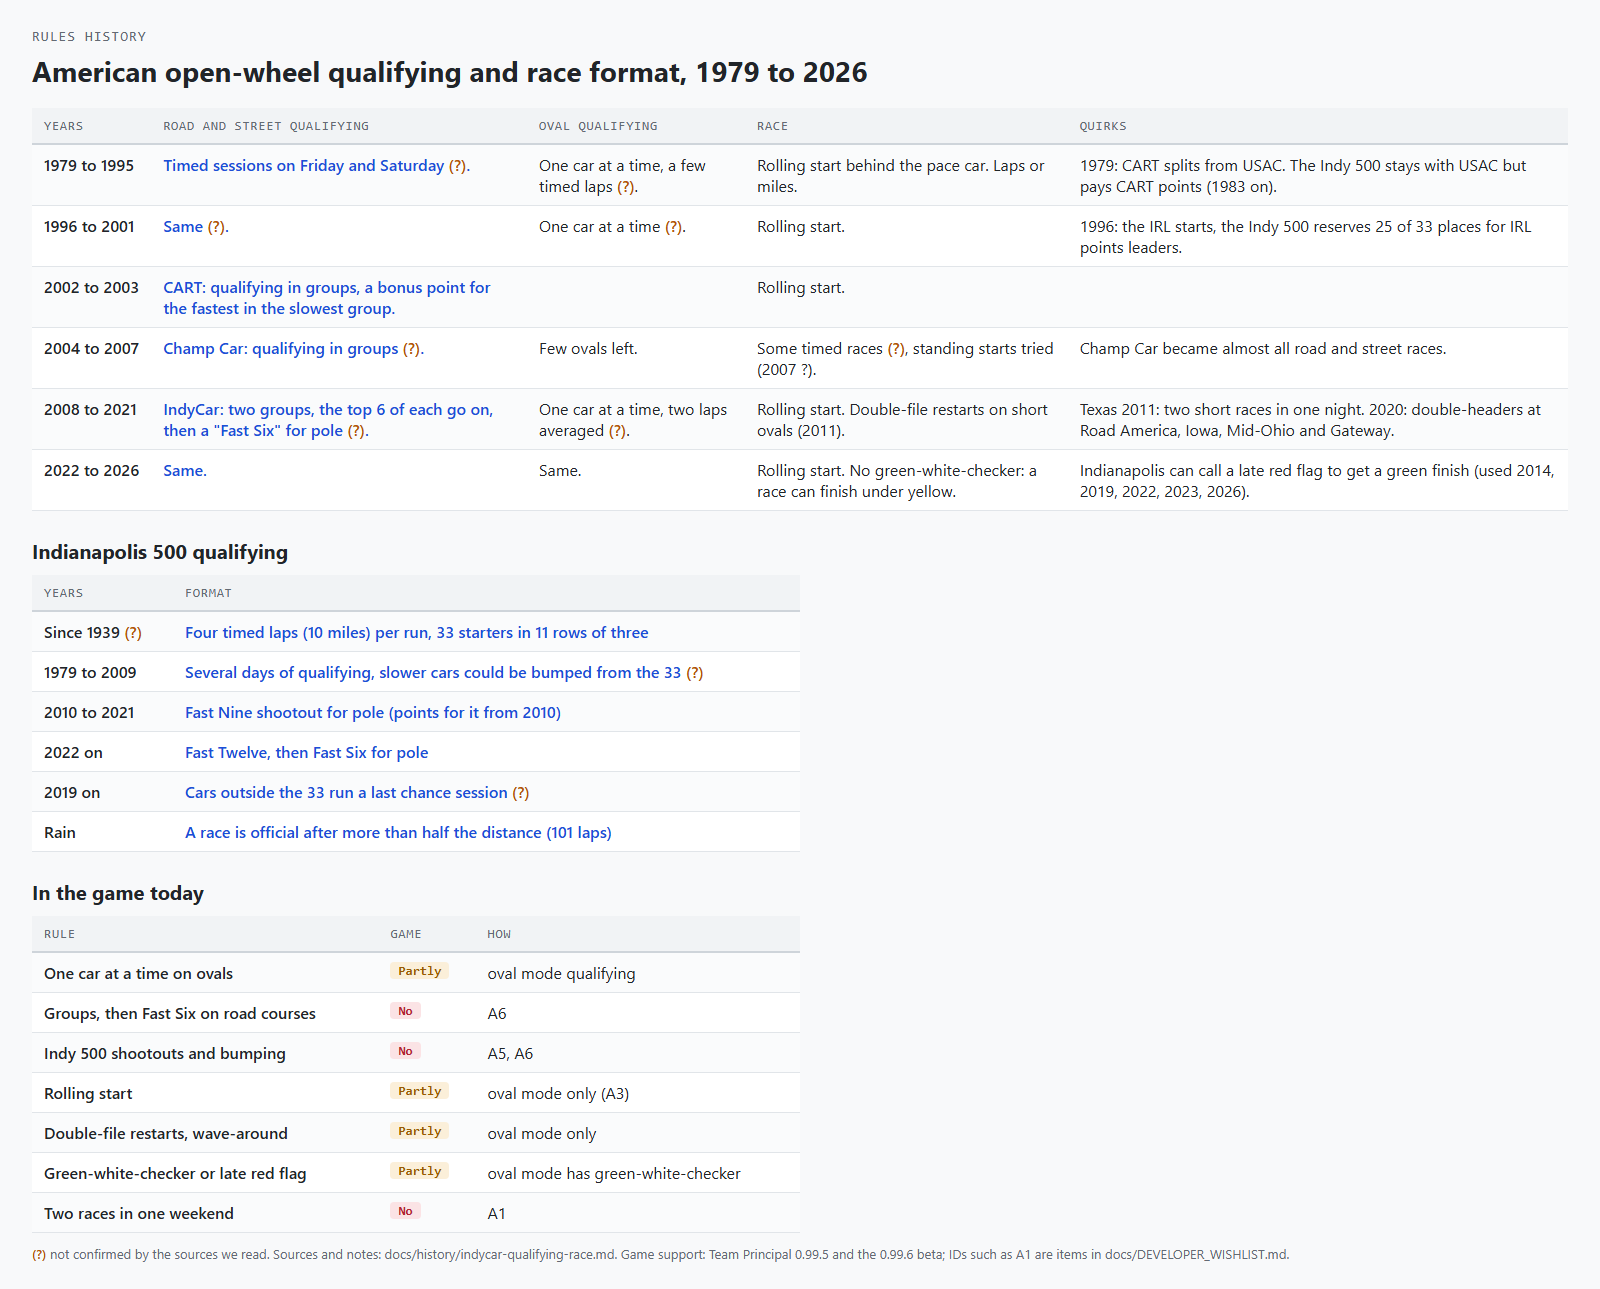 RULES HISTORY
American open-wheel qualifying and race format, 1979 to 2026
YEARS ROAD AND STREET QUALIFYING OVAL QUALIFYING RACE QUIRKS
1979 to 1995 Timed sessions on Friday and Saturday (?). One car at a time, a few timed laps (?). Rolling start behind the pace car. Laps or miles. 1979: CART splits from USAC. The Indy 500 stays with USAC but pays CART points (1983 on).
1996 to 2001 Same (?). One car at a time (?). Rolling start. 1996: the IRL starts, the Indy 500 reserves 25 of 33 places for IRL points leaders.
2002 to 2003 CART: qualifying in groups, a bonus point for the fastest in the slowest group. Rolling start.
2004 to 2007 Champ Car: qualifying in groups (?). Few ovals left. Some timed races (?), standing starts tried (2007 ?). Champ Car became almost all road and street races.
2008 to 2021 IndyCar: two groups, the top 6 of each go on, then a "Fast Six" for pole (?). One car at a time, two laps averaged (?). Rolling start. Double-file restarts on short ovals (2011). Texas 2011: two short races in one night. 2020: double-headers at Road America, Iowa, Mid-Ohio and Gateway.
2022 to 2026 Same. Same. Rolling start. No green-white-checker: a race can finish under yellow. Indianapolis can call a late red flag to get a green finish (used 2014, 2019, 2022, 2023, 2026).
Indianapolis 500 qualifying
YEARS FORMAT
Since 1939 (?) Four timed laps (10 miles) per run, 33 starters in 11 rows of three
1979 to 2009 Several days of qualifying, slower cars could be bumped from the 33 (?)
2010 to 2021 Fast Nine shootout for pole (points for it from 2010)
2022 on Fast Twelve, then Fast Six for pole
2019 on Cars outside the 33 run a last chance session (?)
Rain A race is official after more than half the distance (101 laps)
In the game today
RULE GAME HOW
One car at a time on ovals Partly oval mode qualifying
Groups, then Fast Six on road courses No A6
Indy 500 shootouts and bumping No A5, A6
Rolling start Partly oval mode only (A3)
Double-file restarts, wave-around Partly oval mode only
Green-white-checker or late red flag Partly oval mode has green-white-checker
Two races in one weekend No A1
(?) not confirmed by the sources we read. Sources and notes: docs/history/indycar-qualifying-race.md. Game support: Team Principal 0.99.5 and the 0.99.6 beta; IDs such as A1 are items in docs/DEVELOPER_WISHLIST.md.